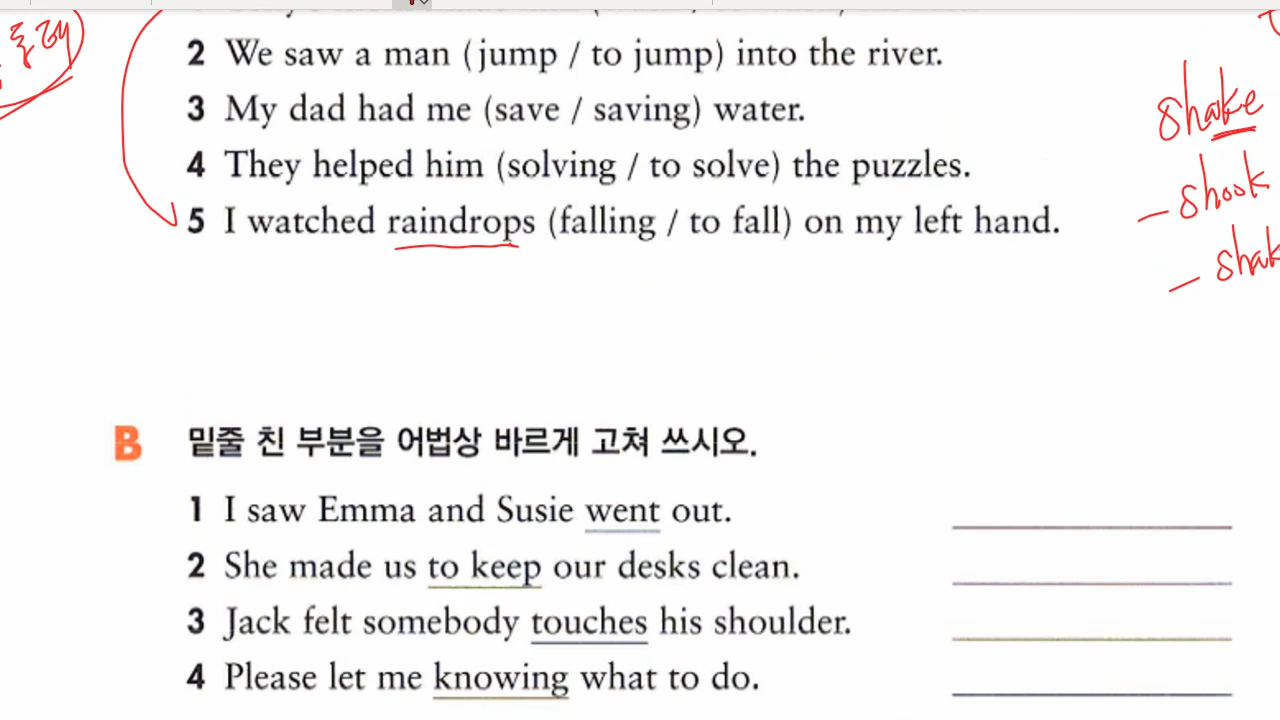 동격
2 We saw a man (jump / to jump) into the river.
shake
3 My dad had me (save / saving) water.
4 They helped him (solving / to solve) the puzzles.
- shook
5 I watched raindrops (falling / to fall) on my left hand.
- shak
B 밑줄 친 부분을 어법상 바르게 고쳐 쓰시오.
1 I saw Emma and Susie went out.
2 She made us to keep our desks clean.
3 Jack felt somebody touches his shoulder.
4 Please let me knowing what to do.